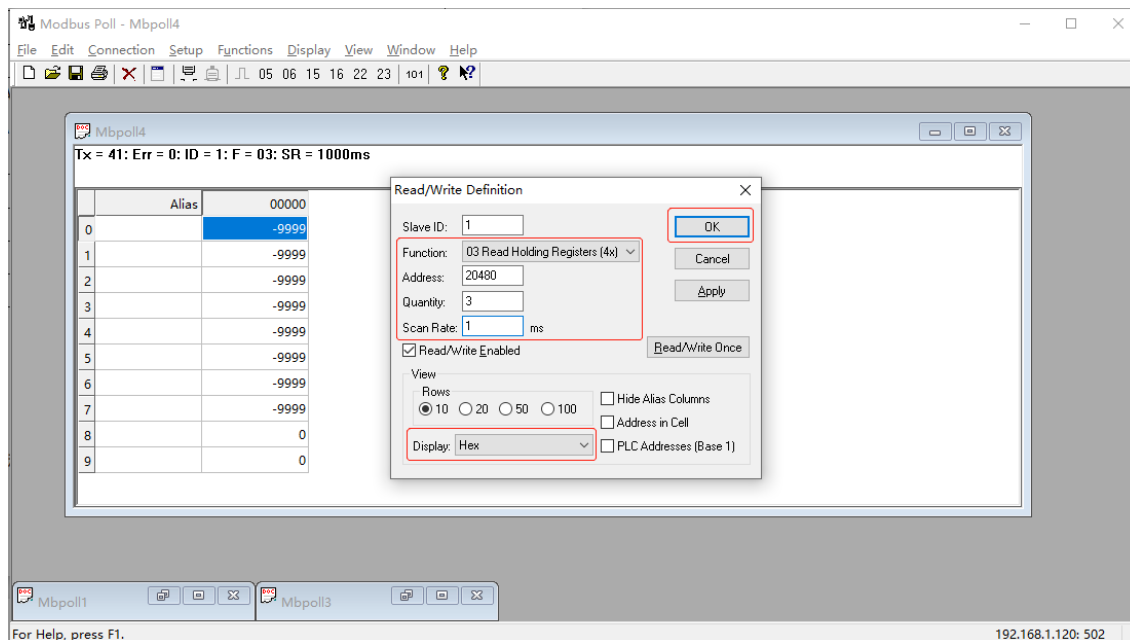 Modbus Poll - Mbpoll4
File Edit Connection Setup Functions Display View Window Help
05 06 15 16 22 23 101
Mbpoll4
Tx = 41: Err = 0: ID = 1: F = 03: SR = 1000ms
Alias 00000
0 -9999
1 -9999
2 -9999
3 -9999
4 -9999
5 -9999
6 -9999
7 -9999
8 0
9 0
Read/Write Definition
Slave ID: 1
OK
Function: 03 Read Holding Registers (4x)
Cancel
Address: 20480
Apply
Quantity: 3
Scan Rate: 1 ms
Read/Write Enabled
Read/Write Once
View
Rows
10 20 50 100
Hide Alias Columns
Address in Cell
Display: Hex
PLC Addresses (Base 1)
Mbpoll1
Mbpoll3
For Help, press F1.
192.168.1.120: 502